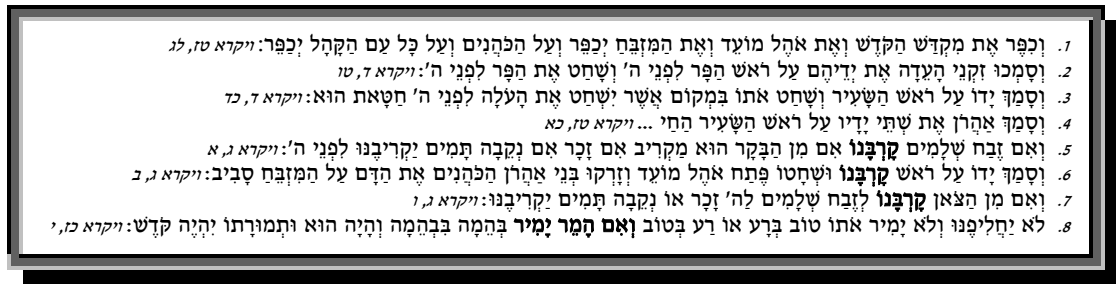 1. וְכִפֶּר אֶת מִקְדַּשׁ הַקֹּדֶשׁ וְאֶת אֹהֶל מוֹעֵד וְאֶת הַמִּזְבֵּחַ יְכַפֵּר וְעַל הַכֹּהֲנִים וְעַל כָּל עַם הַקָּהָל יְכַפֵּר: ויקרא טז, לג
2. וְסָמְכוּ זִקְנֵי הָעֵדָה אֶת יְדֵיהֶם עַל רֹאשׁ הַפָּר לִפְנֵי ה' וְשָׁחַט אֶת הַפָּר לִפְנֵי ה': ויקרא ד, טו
3. וְסָמַךְ יָדוֹ עַל רֹאשׁ הַשָּׂעִיר וְשָׁחַט אֹתוֹ בִּמְקוֹם אֲשֶׁר יִשְׁחַט אֶת הָעֹלָה לִפְנֵי ה' חַטָּאת הוּא: ויקרא ד, כד
4. וְסָמַךְ אַהֲרֹן אֶת שְׁתֵּי יָדָיו עַל רֹאשׁ הַשָּׂעִיר הַחַי ... ויקרא טז, כא
5. וְאִם זֶבַח שְׁלָמִים קָרְבָּנוֹ אִם מִן הַבָּקָר הוּא מַקְרִיב אִם זָכָר אִם נְקֵבָה תָּמִים יַקְרִיבֶנּוּ לִפְנֵי ה': ויקרא ג, א
6. וְסָמַךְ יָדוֹ עַל רֹאשׁ קָרְבָּנוֹ וּשְׁחָטוֹ פֶּתַח אֹהֶל מוֹעֵד וְזָרְקוּ בְּנֵי אַהֲרֹן הַכֹּהֲנִים אֶת הַדָּם עַל הַמִּזְבֵּחַ סָבִיב: ויקרא ג, ב
7. וְאִם מִן הַצֹּאן קָרְבָּנוֹ לְזֶבַח שְׁלָמִים לַה' זָכָר אוֹ נְקֵבָה תָּמִים יַקְרִיבֶנּוּ: ויקרא ג, ו
8. לֹא יַחֲלִיפֶנּוּ וְלֹא יָמִיר אֹתוֹ טוֹב בְּרָע אוֹ רַע בְּטוֹב וְאִם הָמֵר יָמִיר בְּהֵמָה בִּבְהֵמָה וְהָיָה הוּא וּתְמוּרָתוֹ יִהְיֶה קֹּדֶשׁ: ויקרא כז, י